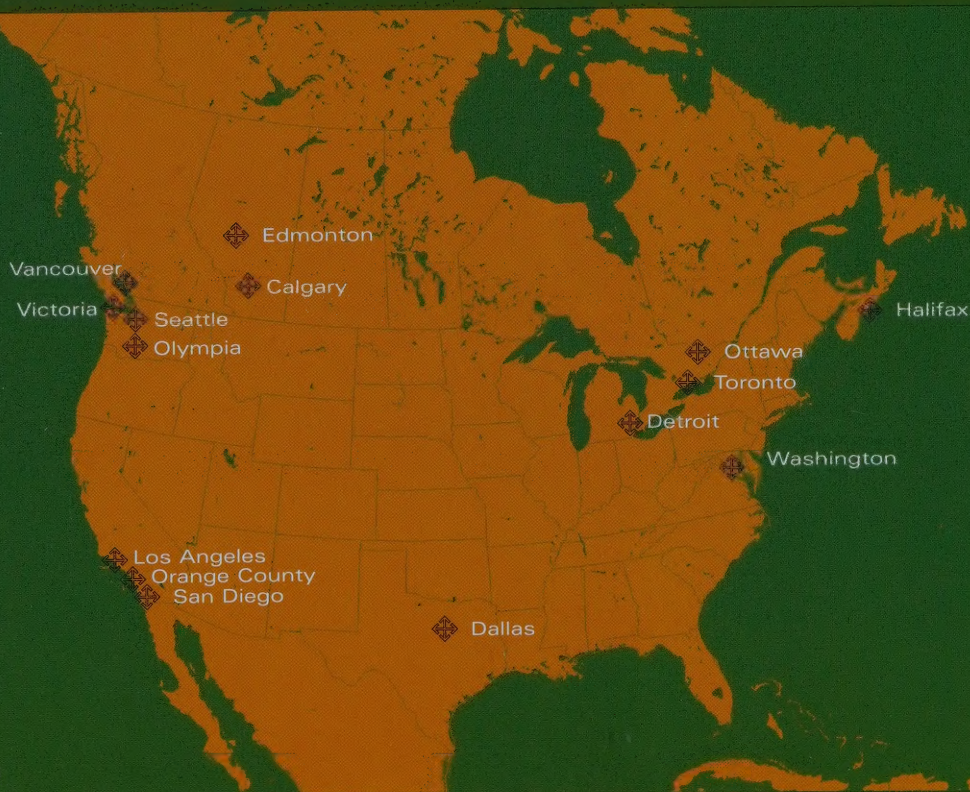 Edmonton
Vancouver
Calgary
Victoria
Halifax
Seattle
Olympia
Ottawa
Toronto
Detroit
Washington
Los Angeles
Orange County
San Diego
Dallas